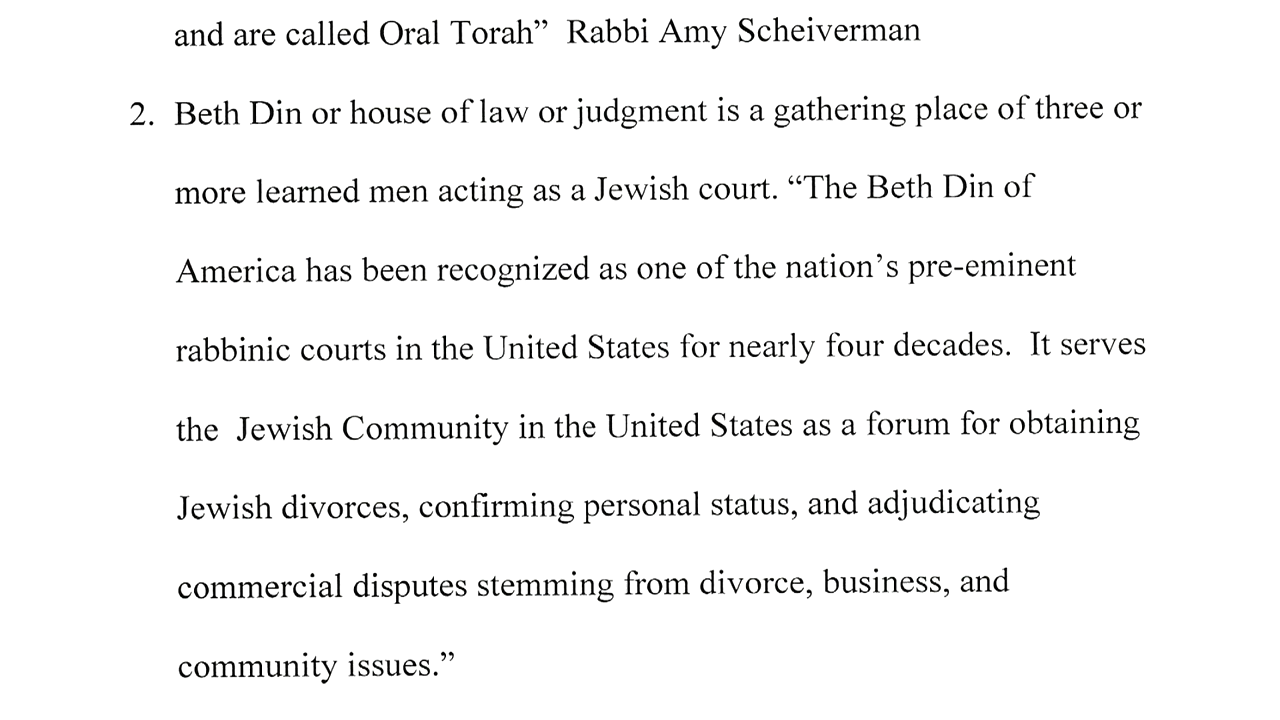 and are called Oral Torah”  Rabbi Amy Scheiverman
2. Beth Din or house of law or judgment is a gathering place of three or
more learned men acting as a Jewish court. “The Beth Din of
America has been recognized as one of the nation’s pre-eminent
rabbinic courts in the United States for nearly four decades.  It serves
the  Jewish Community in the United States as a forum for obtaining
Jewish divorces, confirming personal status, and adjudicating
commercial disputes stemming from divorce, business, and
community issues.”